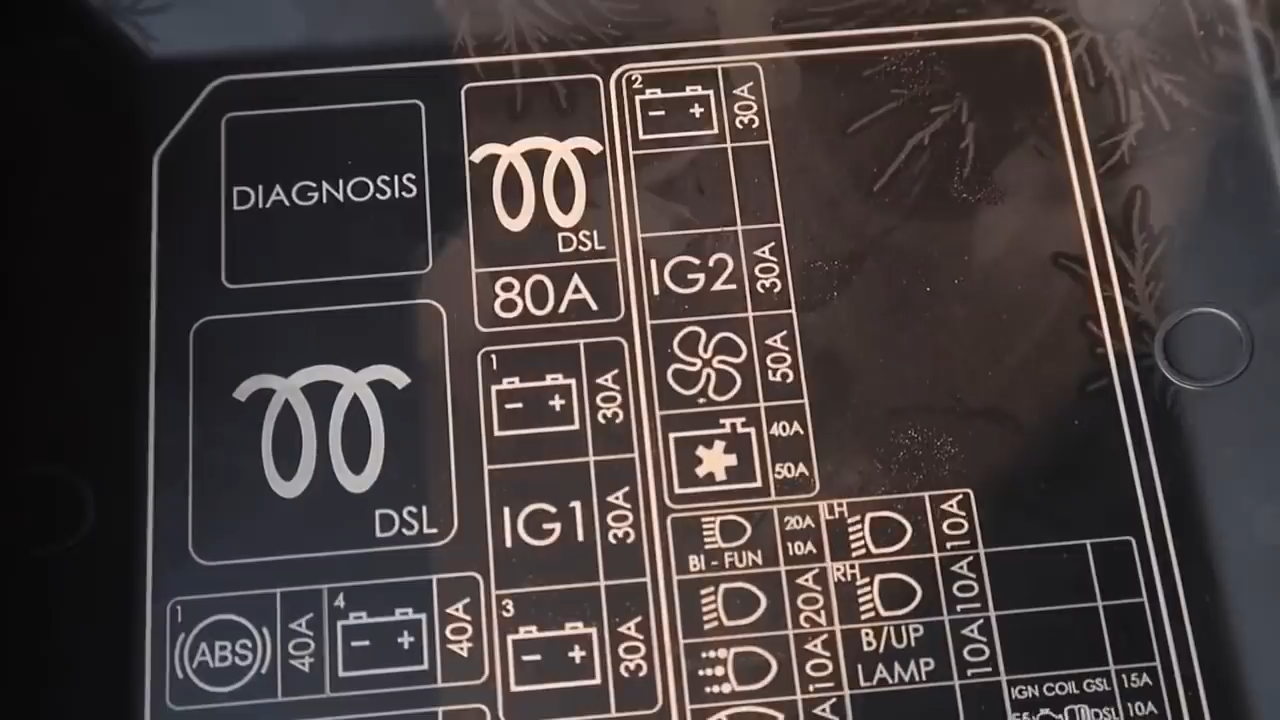 DIAGNOSIS
DSL
80A
2
30A
IG2 30A
50A
40A
50A
DSL
1
30A
IG1 30A
1
ABS 40A
4
40A
3
30A
BI - FUN
20A
10A
LH
10A
20A
RH
10A
10A
B/UP
LAMP
10A
IGN COIL GSL 15A
DSL 10A